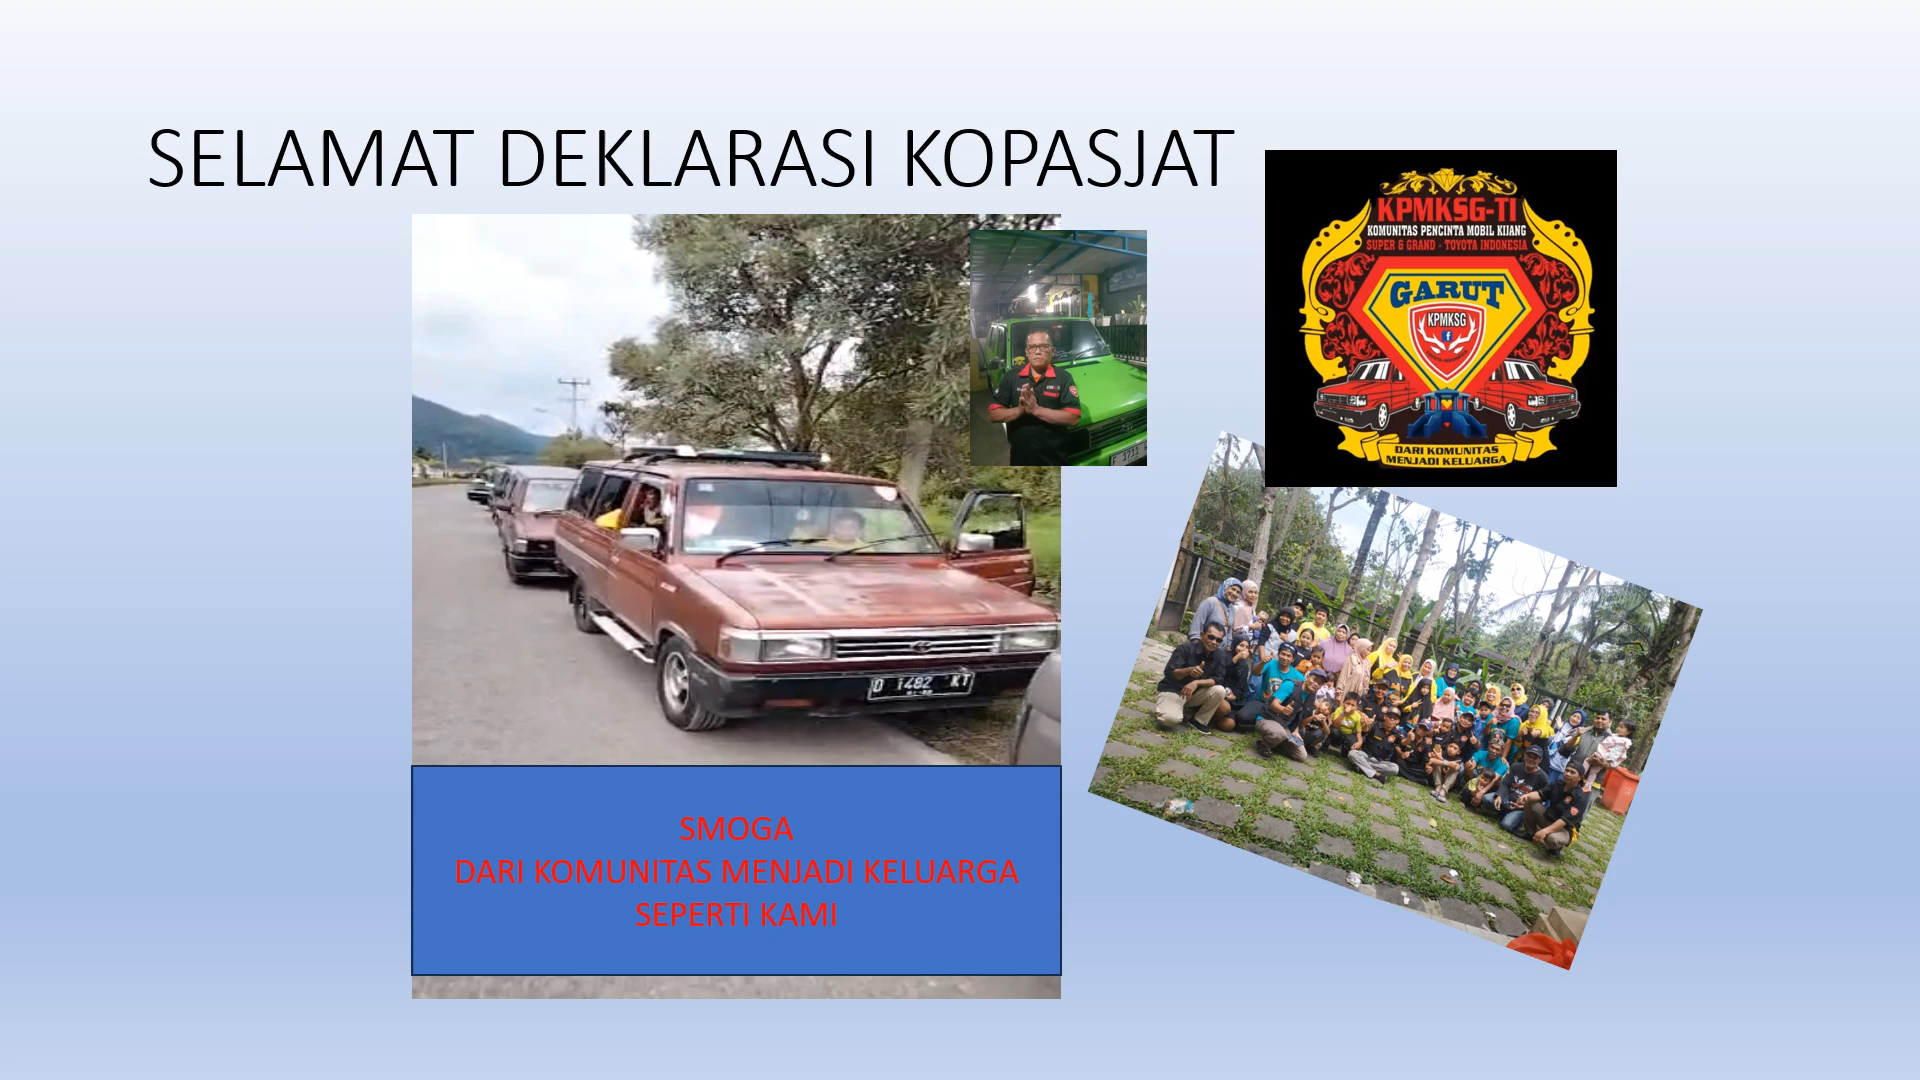 SELAMAT DEKLARASI KOPASJAT
KPMKSG-TI
KOMUNITAS PENCINTA MOBIL KIJANG
SUPER & GRAND - TOYOTA INDONESIA
GARUT
KPMKSG
f
DARI KOMUNITAS
MENJADI KELUARGA
D 1482 KT
SMOGA
DARI KOMUNITAS MENJADI KELUARGA
SEPERTI KAMI